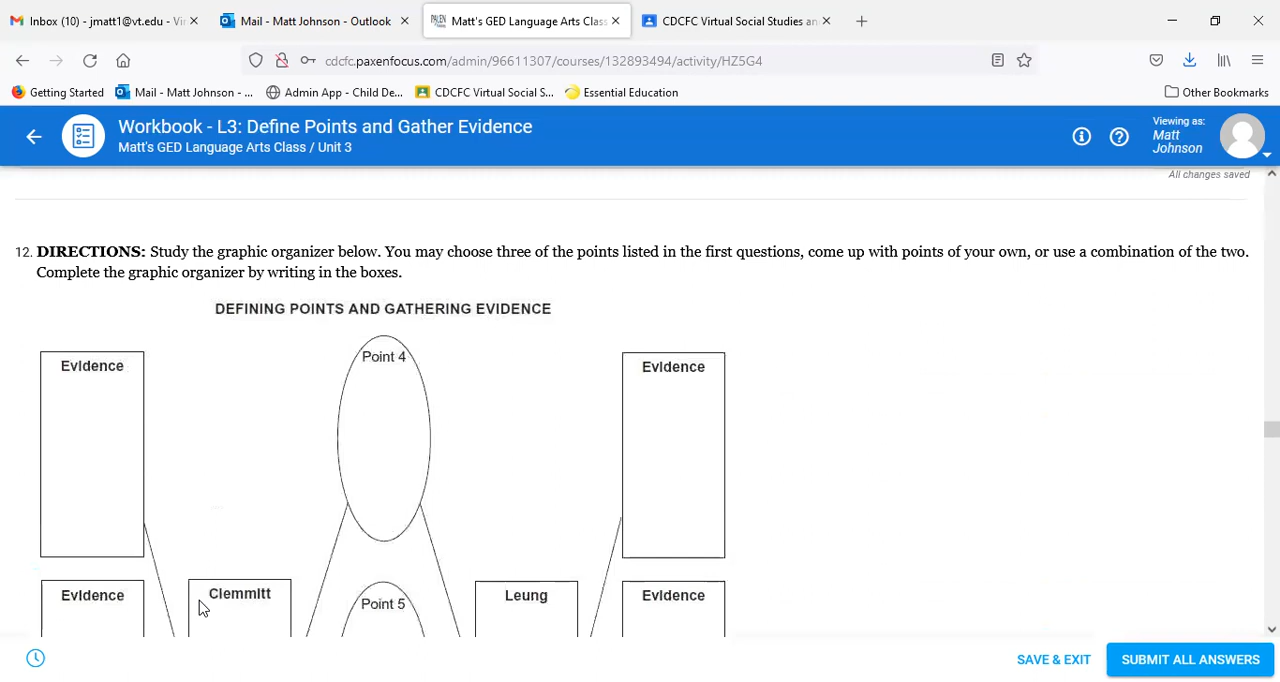 Inbox (10) - jmatt1@vt.edu - Vir
Mail - Matt Johnson - Outlook
Matt's GED Language Arts Class
CDCFC Virtual Social Studies an
cdcfc.paxenfocus.com/admin/96611307/courses/132893494/activity/HZ5G4
Getting Started
Mail - Matt Johnson - ...
Admin App - Child De...
CDCFC Virtual Social S...
Essential Education
Other Bookmarks
Workbook - L3: Define Points and Gather Evidence
Matt's GED Language Arts Class / Unit 3
Viewing as:
Matt
Johnson
All changes saved
12. DIRECTIONS: Study the graphic organizer below. You may choose three of the points listed in the first questions, come up with points of your own, or use a combination of the two.
Complete the graphic organizer by writing in the boxes.
DEFINING POINTS AND GATHERING EVIDENCE
Evidence
Point 4
Evidence
Evidence
Clemmitt
Point 5
Leung
Evidence
SAVE & EXIT
SUBMIT ALL ANSWERS